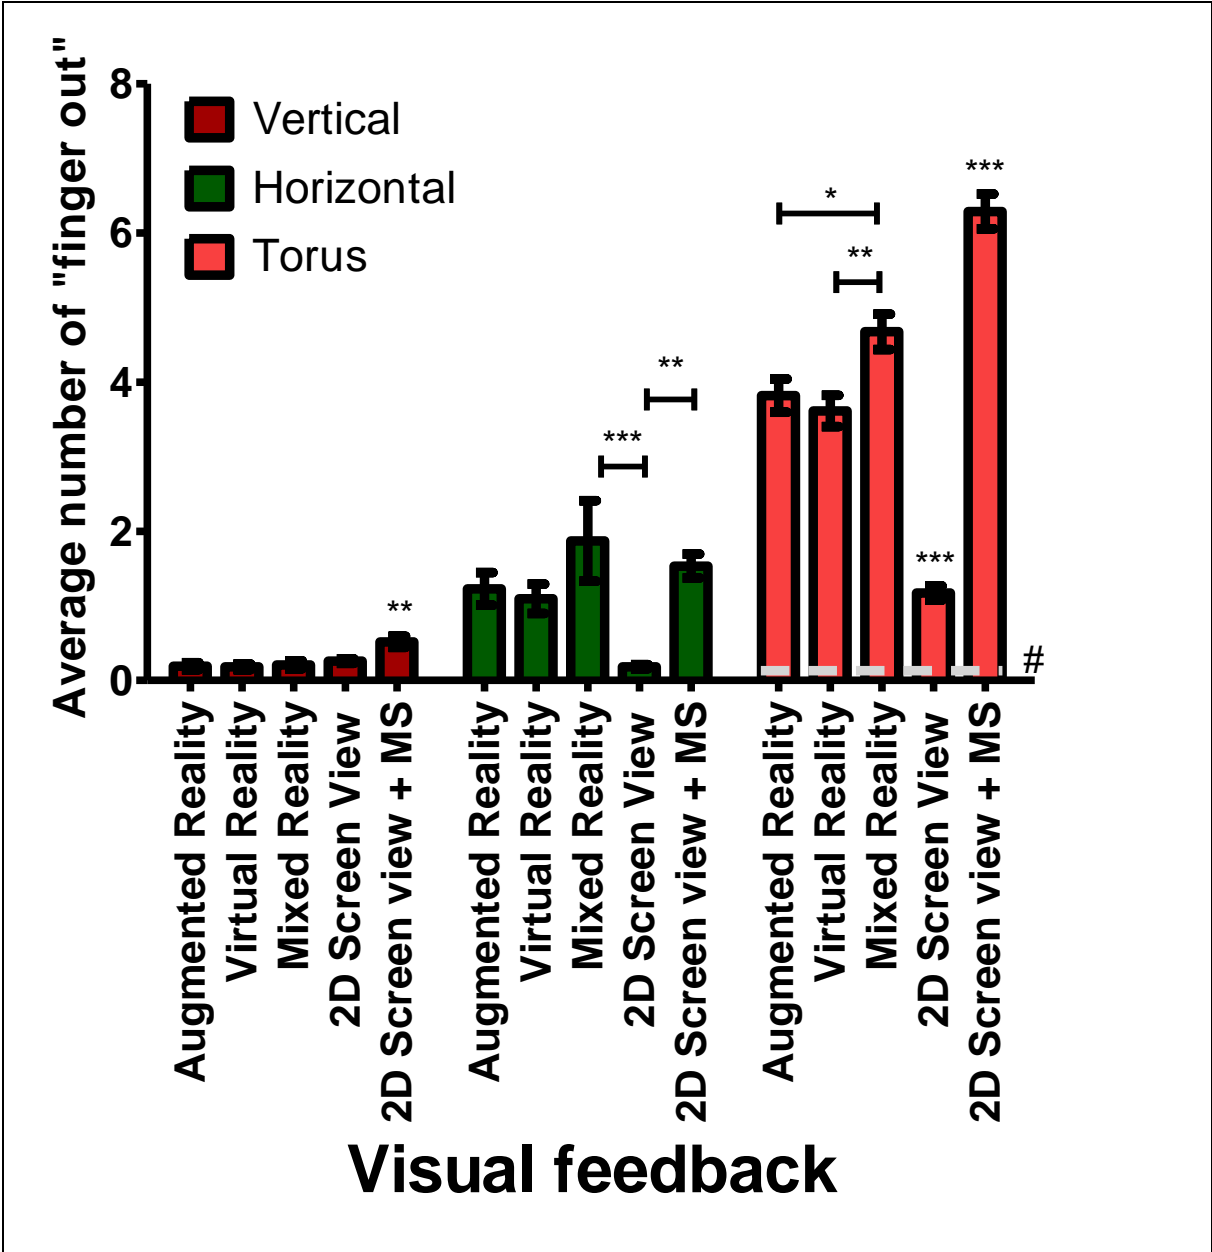 Average number of "finger out"
8
6
4
2
0
Vertical
Horizontal
Torus
**
***
**
*
**
***
***
#
Augmented Reality
Virtual Reality
Mixed Reality
2D Screen View
2D Screen view + MS
Augmented Reality
Virtual Reality
Mixed Reality
2D Screen View
2D Screen view + MS
Augmented Reality
Virtual Reality
Mixed Reality
2D Screen View
2D Screen view + MS
Visual feedback